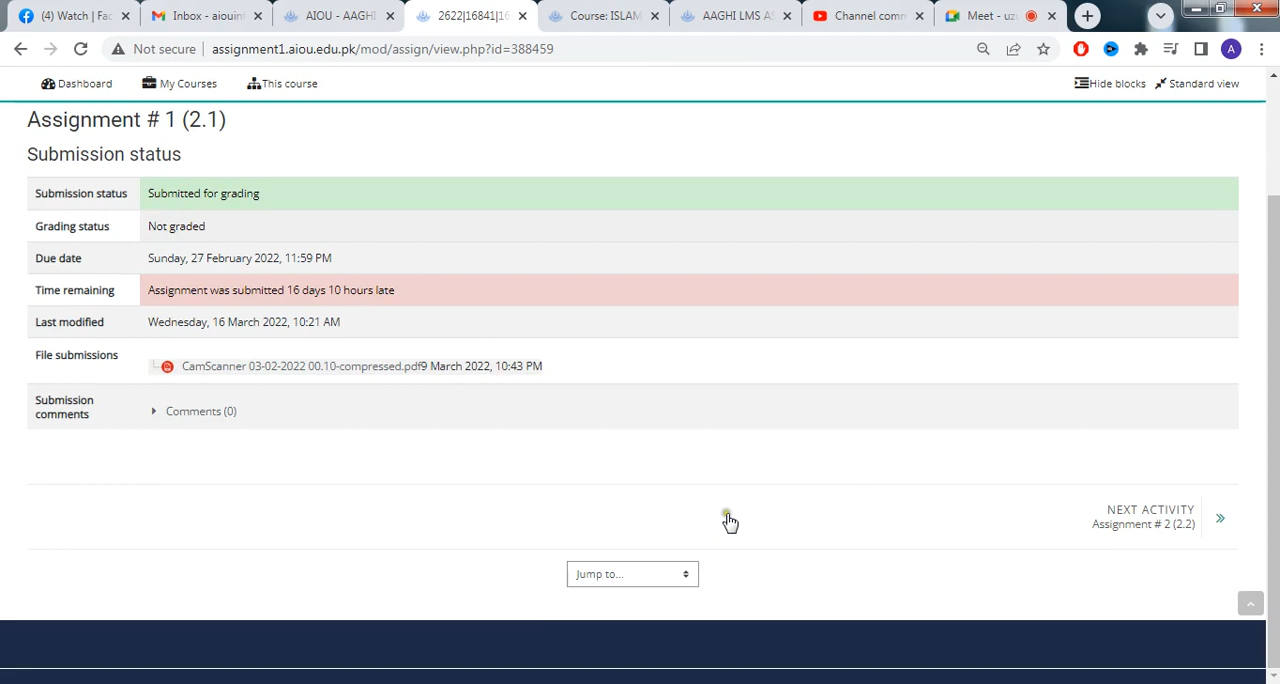 (4) Watch | Fac
Inbox - aiouinf
AIOU - AAGHI
2622|16841|16
Course: ISLAM
AAGHI LMS AS
Channel comm
Meet - uzu
Not secure | assignment1.aiou.edu.pk/mod/assign/view.php?id=388459
A
Dashboard
My Courses
This course
Hide blocks
Standard view
Assignment # 1 (2.1)
Submission status
Submission status Submitted for grading
Grading status Not graded
Due date Sunday, 27 February 2022, 11:59 PM
Time remaining Assignment was submitted 16 days 10 hours late
Last modified Wednesday, 16 March 2022, 10:21 AM
File submissions
CamScanner 03-02-2022 00.10-compressed.pdf9 March 2022, 10:43 PM
Submission
comments
Comments (0)
NEXT ACTIVITY
Assignment # 2 (2.2)
Jump to...